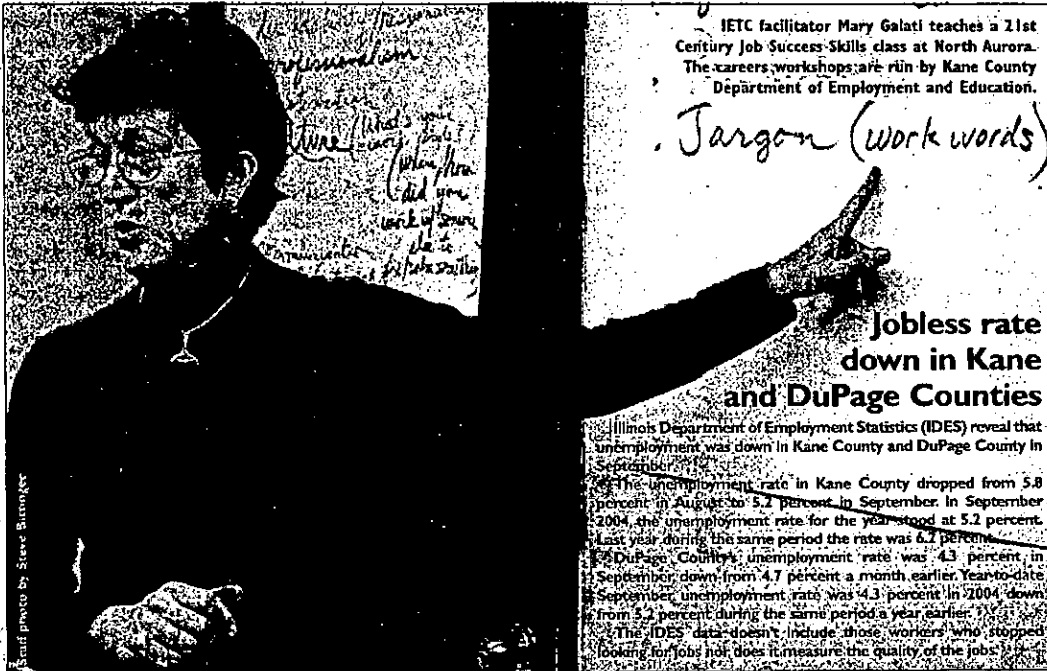 IETC facilitator Mary Galati teaches a 21st
Century Job Success Skills class at North Aurora.
The careers workshops are run by Kane County
Department of Employment and Education.
Jargon (work words)
professionalism
What's your
(when, how
did you
Jobless rate
down in Kane
and DuPage Counties
Illinois Department of Employment Statistics (IDES) reveal that
unemployment was down in Kane County and DuPage County in
September.
The unemployment rate in Kane County dropped from 5.8
percent in August to 5.2 percent in September. In September
2004, the unemployment rate for the year stood at 5.2 percent.
Last year during the same period the rate was 6.2 percent.
DuPage County's unemployment rate was 4.3 percent in
September, down from 4.7 percent a month earlier. Year-to-date
September, unemployment rate was 4.3 percent in 2004 down
from 5.2 percent during the same period a year earlier.
The IDES data doesn't include those workers who stopped
looking for jobs nor does it measure the quality of the jobs.
photo by Steve